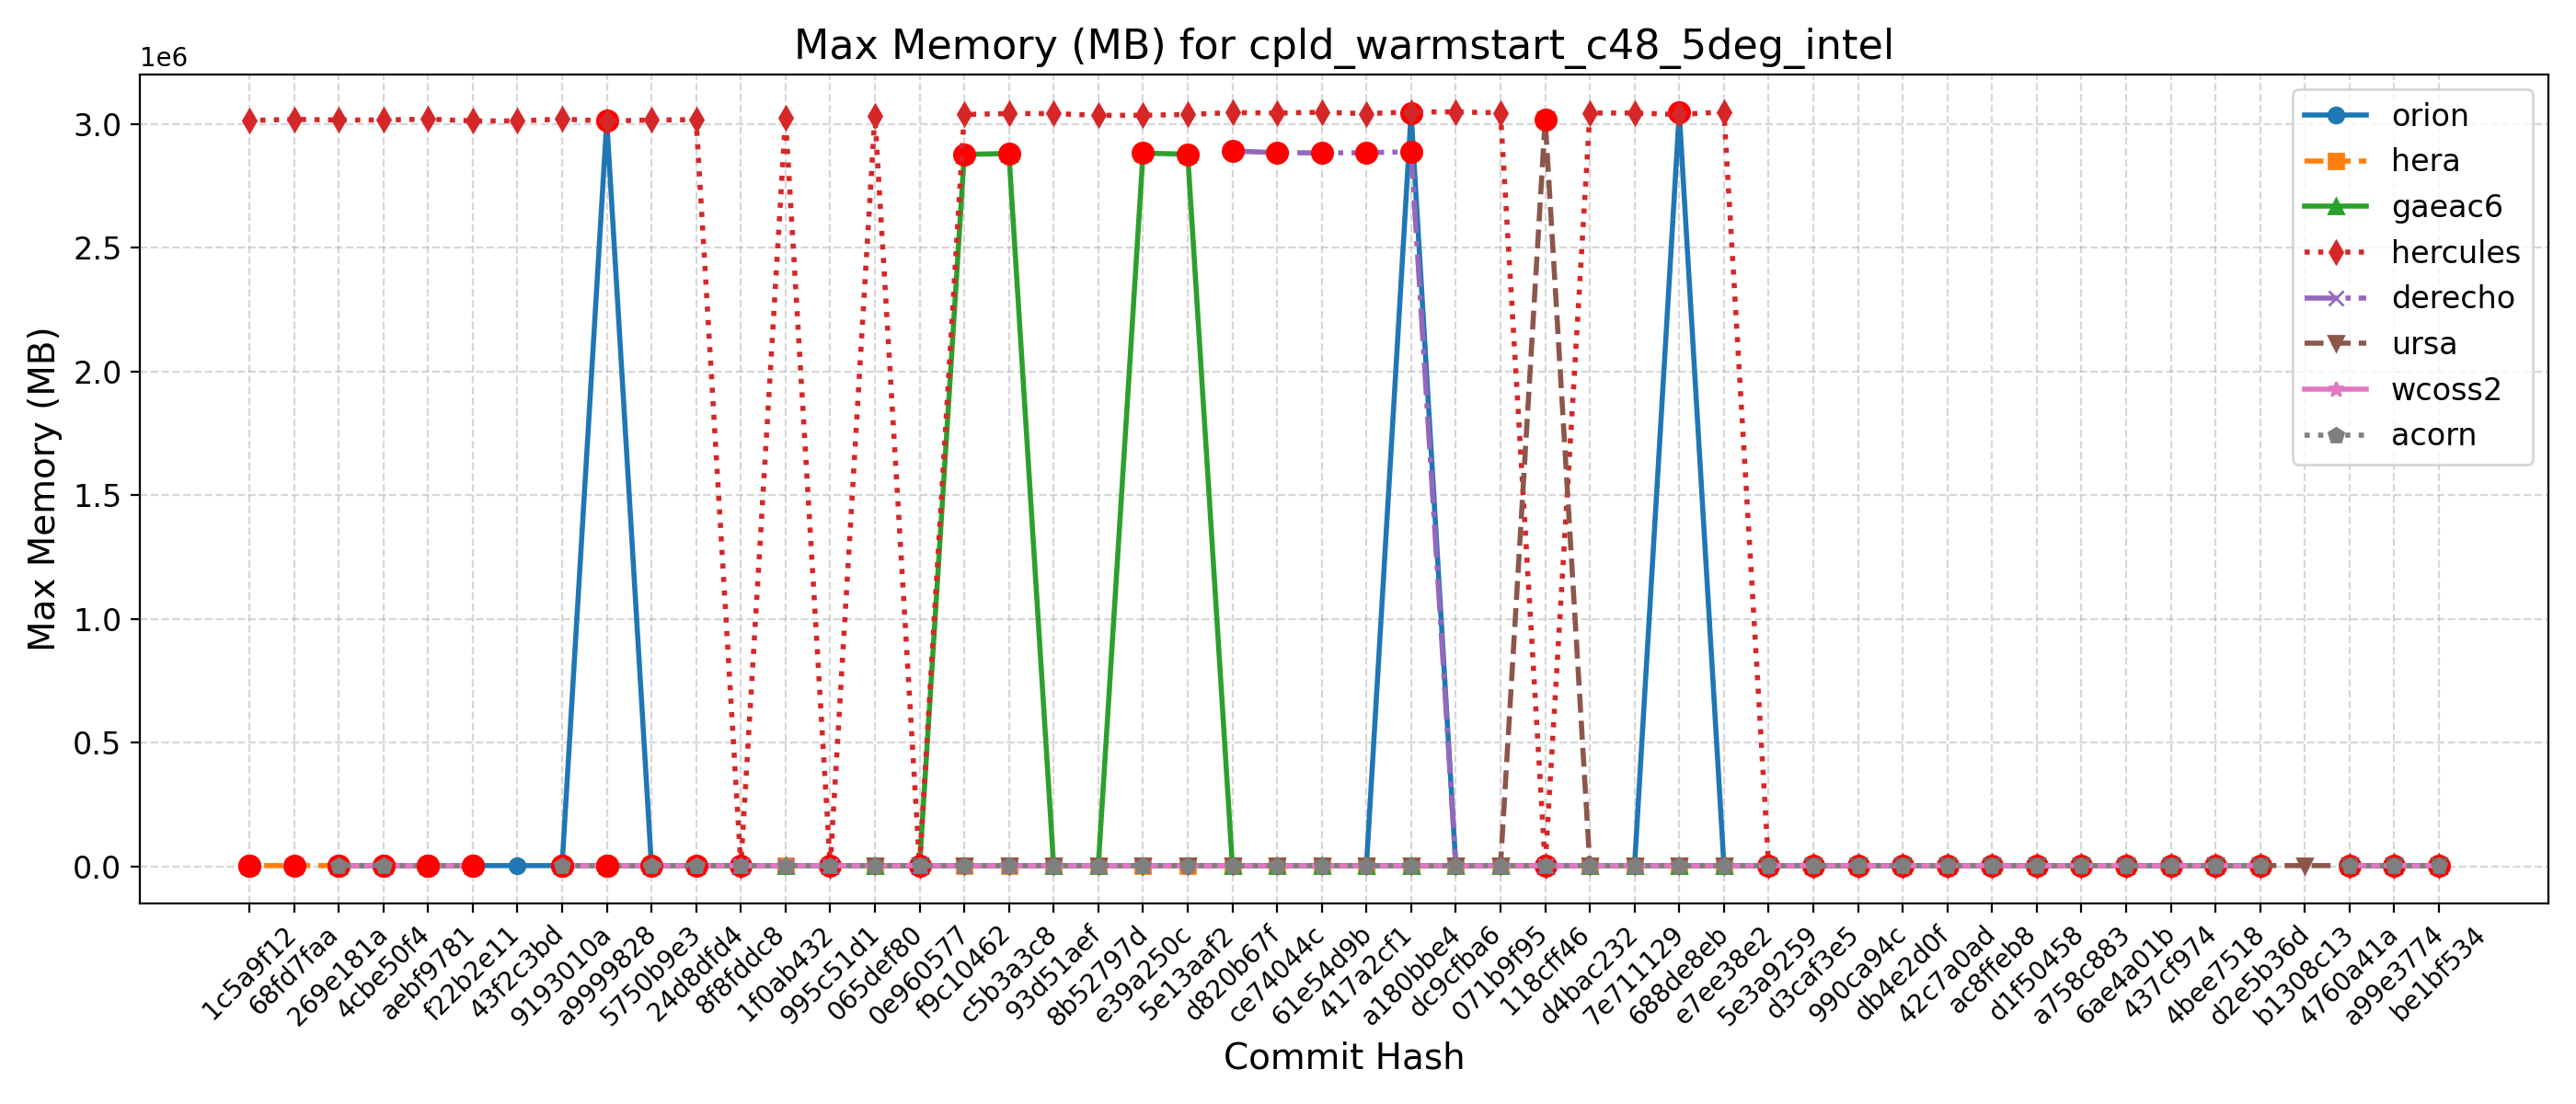 Max Memory (MB) for cpld_warmstart_c48_5deg_intel
1e6
3.0
2.5
2.0
1.5
1.0
0.5
0.0
Max Memory (MB)
orion
hera
gaeac6
hercules
derecho
ursa
wcoss2
acorn
1c5a9f12
68fd7faa
269e181a
4cbe50f4
aebf9781
f22b2e11
43f2c3bd
9193010a
a9999828
5750b9e3
24d8dfd4
8f8fddc8
1f0ab432
995c51d1
065def80
0e960577
f9c10462
c5b3a3c8
93d51aef
8b52797d
e39a250c
5e13aaf2
d820b67f
ce74044c
61e54d9b
417a2cf1
a180bbe4
dc9cfba6
071b9f95
118cff46
d4bac232
7e711129
688de8eb
e7ee38e2
5e3a9259
d3caf3e5
990ca94c
db4e2d0f
42c7a0ad
ac8ffeb8
d1f50458
a758c883
6ae4a01b
437cf974
4bee7518
d2e5b36d
b1308c13
4760a41a
a99e3774
be1bf534
Commit Hash